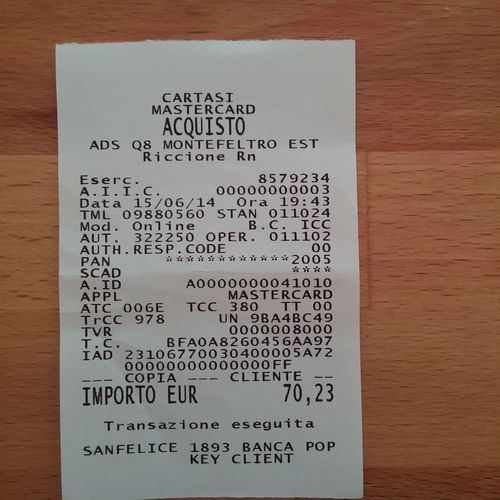 CARTASI
MASTERCARD
ACQUISTO
ADS Q8 MONTEFELTRO EST
Riccione Rn
Eserc. 8579234
A.I.I.C. 00000000003
Data 15/06/14 Ora 19:43
TML 09880560 STAN 011024
Mod. Online B.C. ICC
AUT. 322250 OPER. 011102
AUTH.RESP.CODE 00
PAN ************2005
SCAD ****
A.ID A0000000041010
APPL MASTERCARD
ATC 006E TCC 380 TT 00
TrCC 978 UN 9BA4BC49
TVR 0000008000
T.C. BFA0A8260456AA97
IAD 23106770030400005A72
00000000000000FF
--- COPIA --- CLIENTE --
IMPORTO EUR 70,23
Transazione eseguita
SANFELICE 1893 BANCA POP
KEY CLIENT